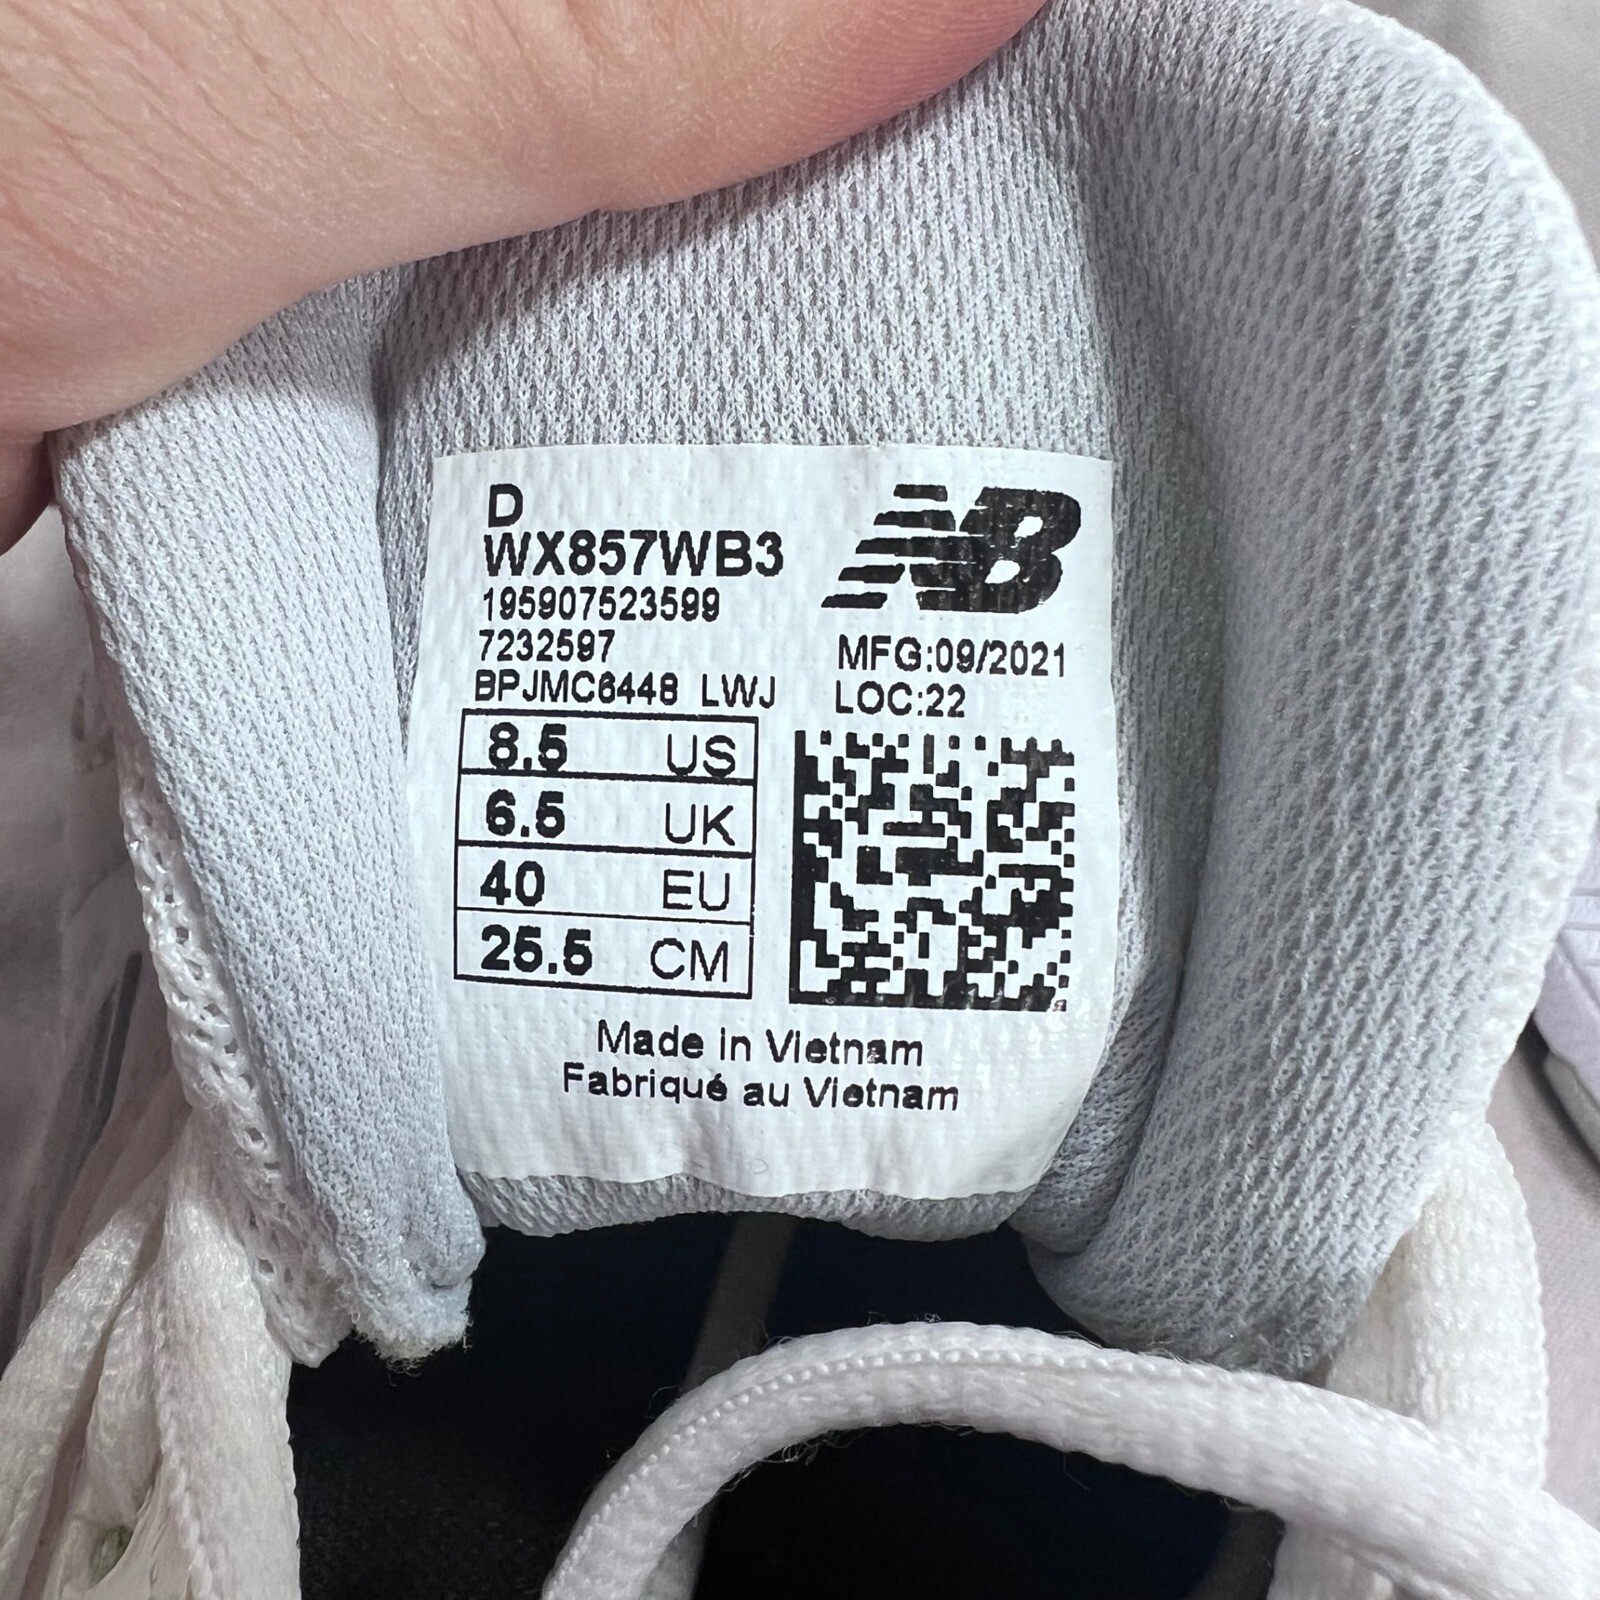 D
WX857WB3
195907523599
7232597
BPJMC6448 LWJ
NB
MFG:09/2021
LOC:22
8.5 US
6.5 UK
40 EU
25.5 CM
Made in Vietnam
Fabriqué au Vietnam